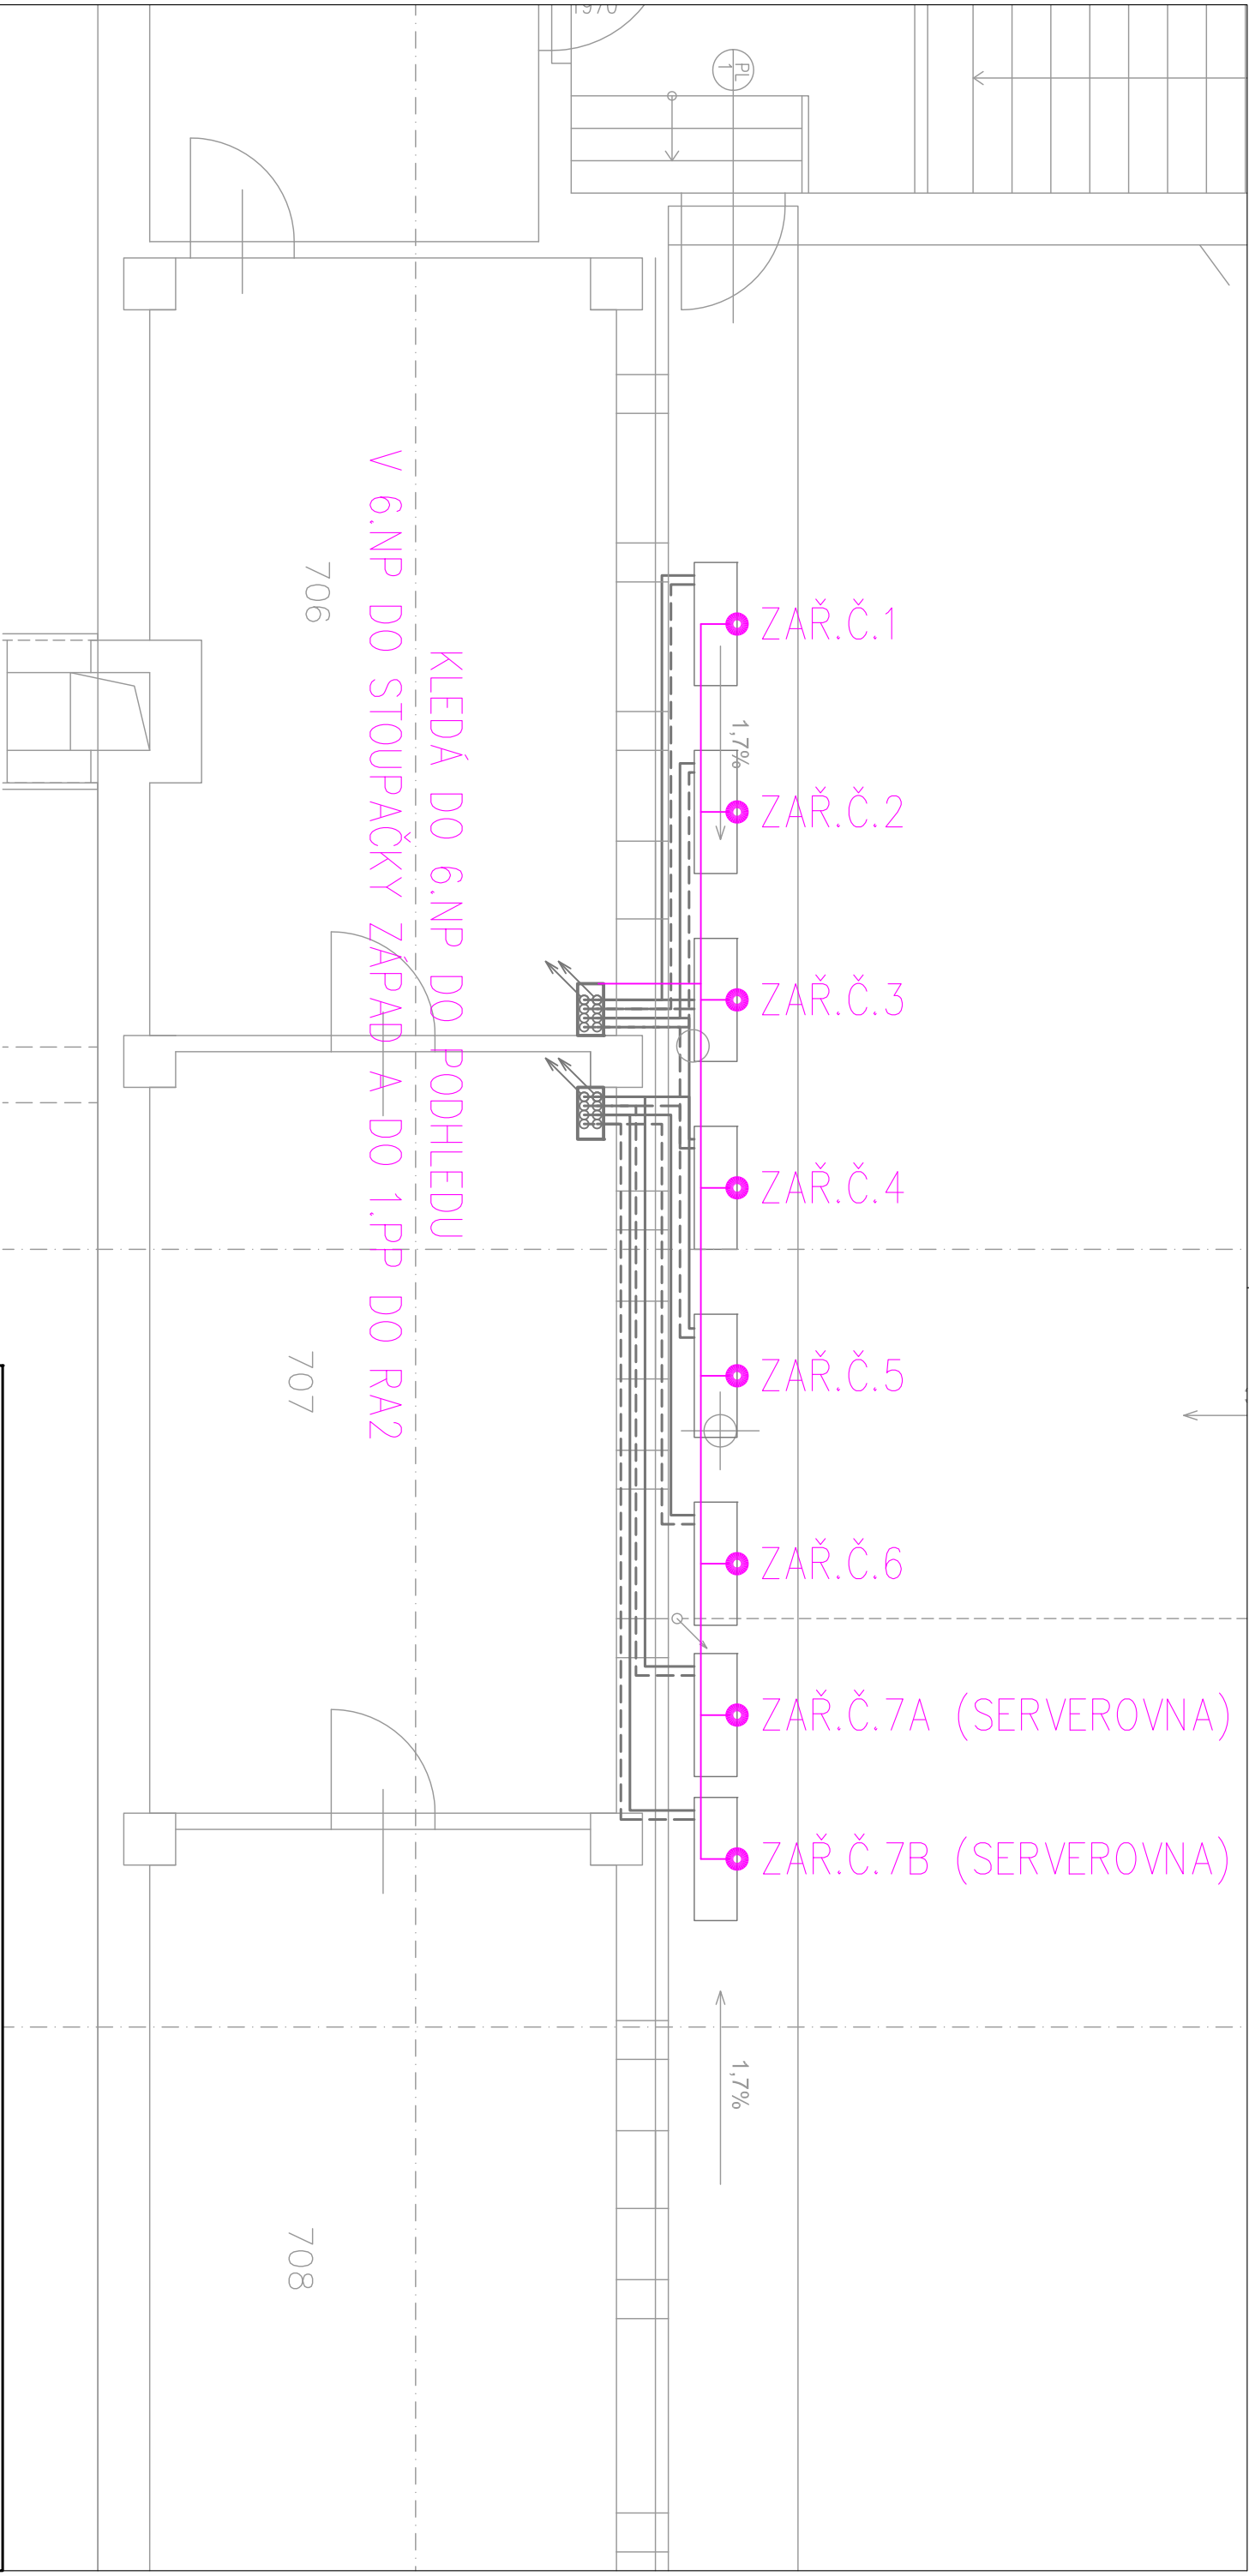 PL
1
ZAŘ.Č.1
1,7%
ZAŘ.Č.2
ZAŘ.Č.3
ZAŘ.Č.4
ZAŘ.Č.5
ZAŘ.Č.6
ZAŘ.Č.7A (SERVEROVNA)
ZAŘ.Č.7B (SERVEROVNA)
1,7%
KLEDÁ DO 6.NP DO PODHLEDU
V 6.NP DO STOUPAČKY ZÁPAD A DO 1.PP DO RA2
706
707
708